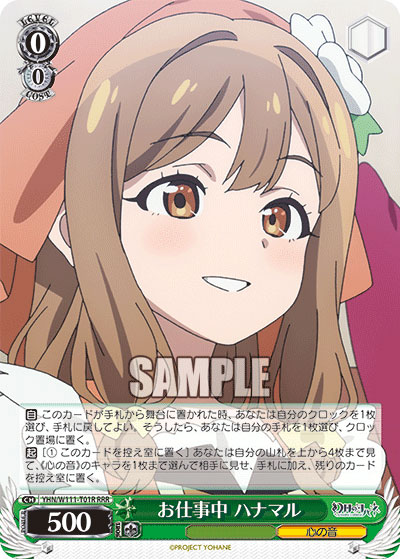 LEVEL
0
0
COST
SAMPLE
自 このカードが手札から舞台に置かれた時、あなたは自分のクロックを1枚
選び、手札に戻してよい。そうしたら、あなたは自分の手札を1枚選び、クロ
ック置場に置く。
起［このカードを控え室に置く］ あなたは自分の山札を上から4枚まで見
て、《心の音》のキャラを1枚まで選んで相手に見せ、手札に加え、残りのカー
ドを控え室に置く。
CH YHN/W111-T01R RRR
500
お仕事中 ハナマル
心の音
©PROJECT YOHANE